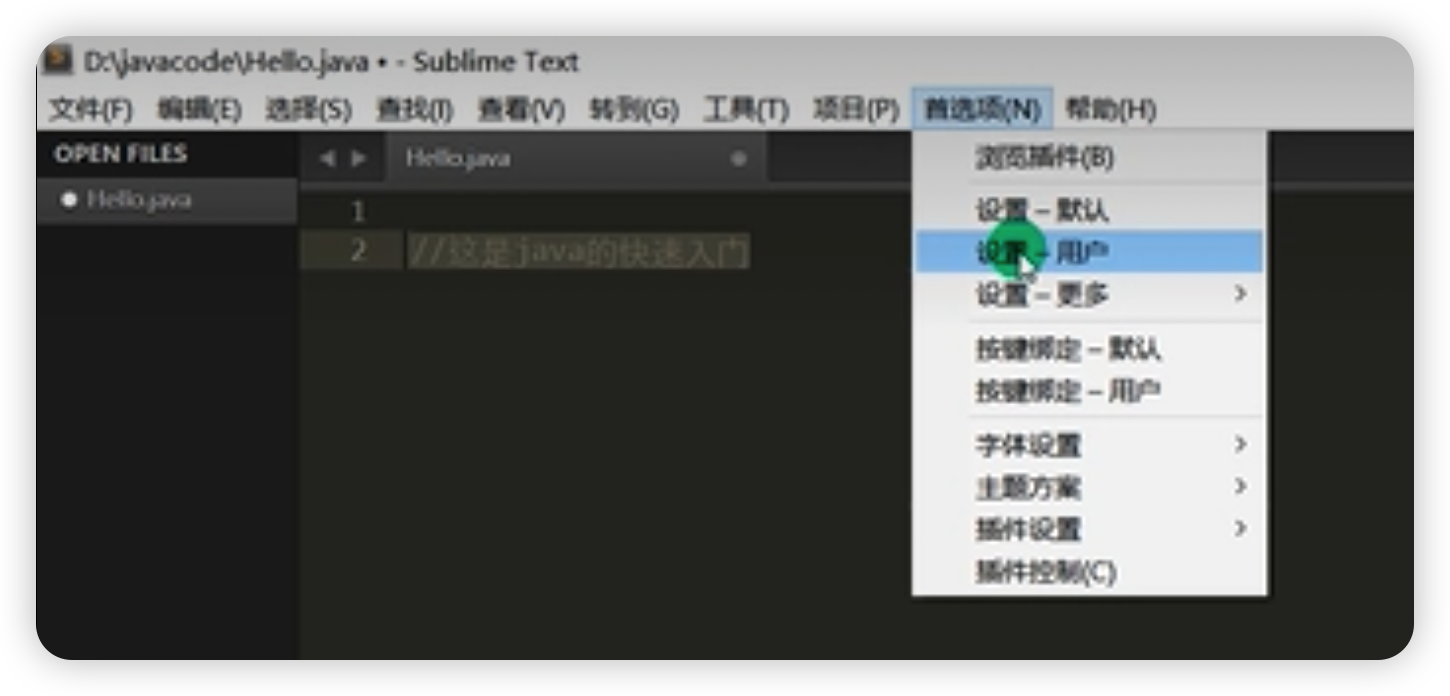 D:\javacode\Hello.java • - Sublime Text
文件(F) 编辑(E) 选择(S) 查找(I) 查看(V) 转到(G) 工具(T) 项目(P) 首选项(N) 帮助(H)
OPEN FILES
Hello.java
Hello.java
1
2 //这是java的快速入门
浏览插件(B)
设置 – 默认
设置 – 用户
设置 – 更多
按键绑定 – 默认
按键绑定 – 用户
字体设置
主题方案
插件设置
插件控制(C)